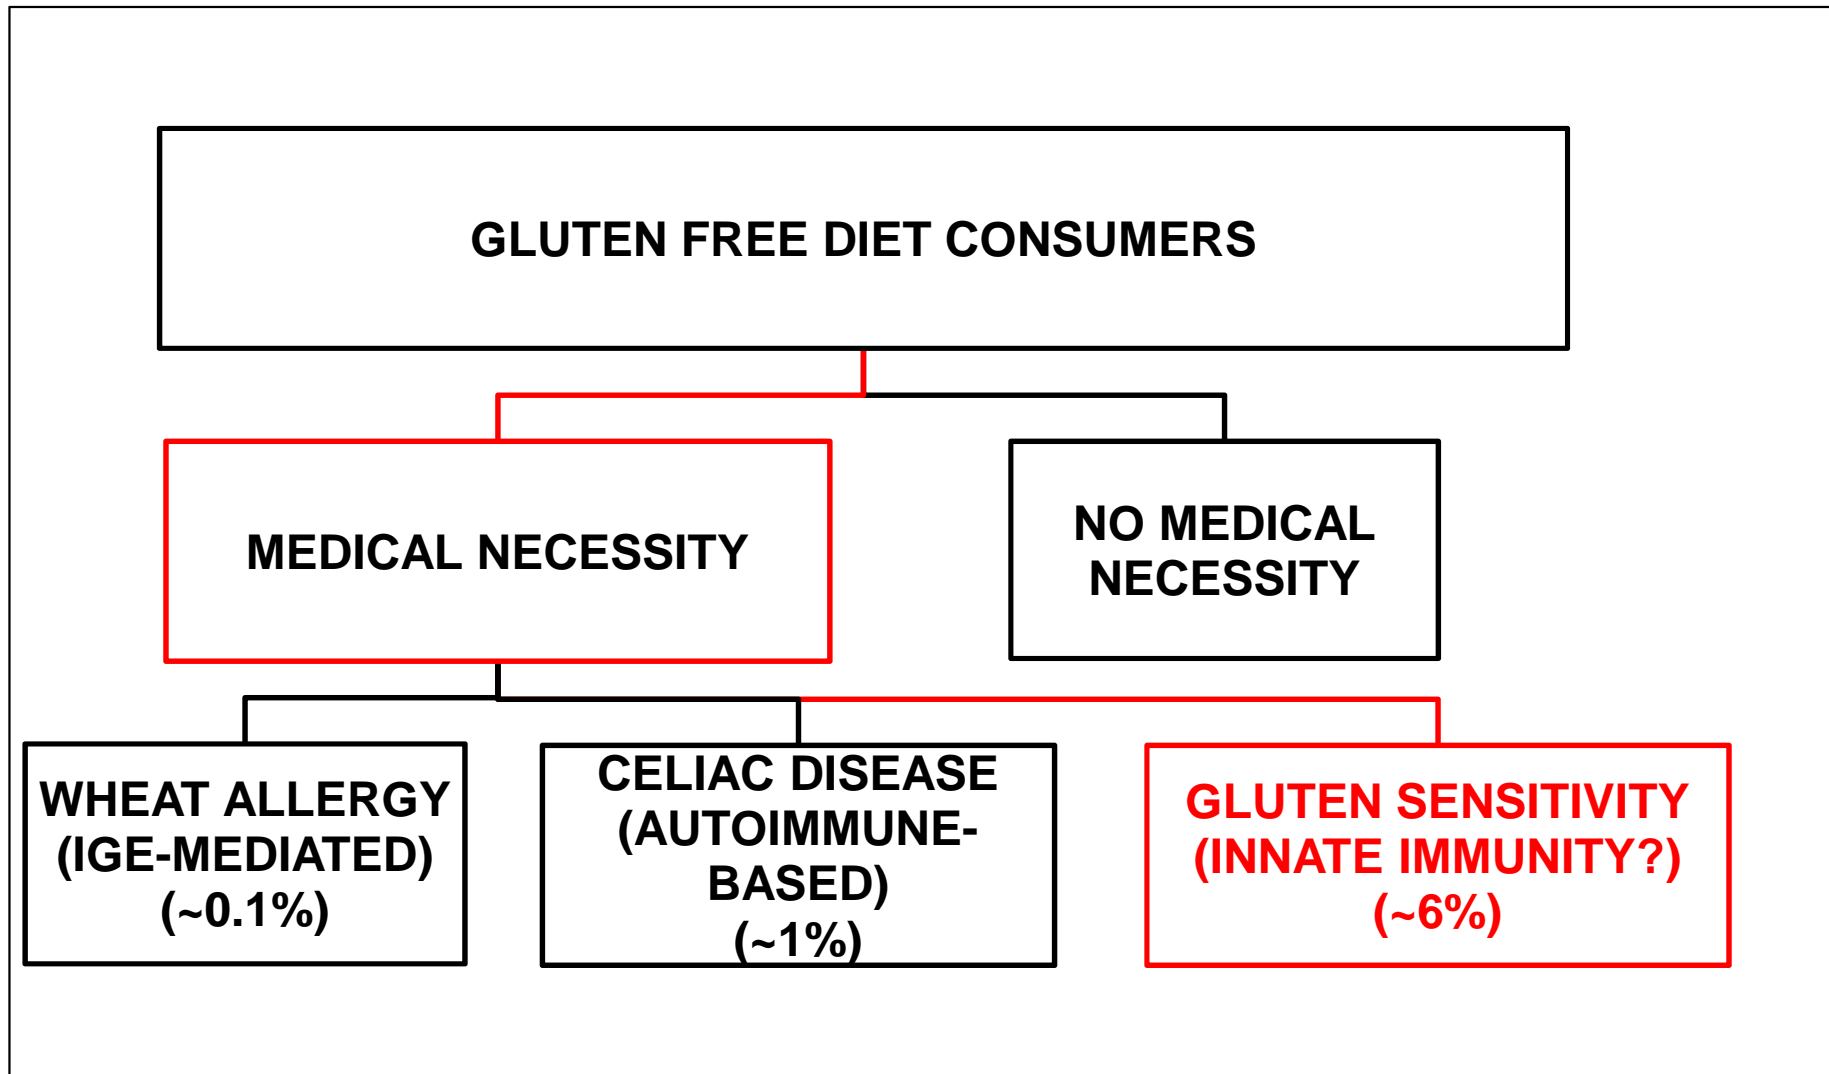 GLUTEN FREE DIET CONSUMERS
MEDICAL NECESSITY
NO MEDICAL
NECESSITY
WHEAT ALLERGY
(IGE-MEDIATED)
(~0.1%)
CELIAC DISEASE
(AUTOIMMUNE-
BASED)
(~1%)
GLUTEN SENSITIVITY
(INNATE IMMUNITY?)
(~6%)